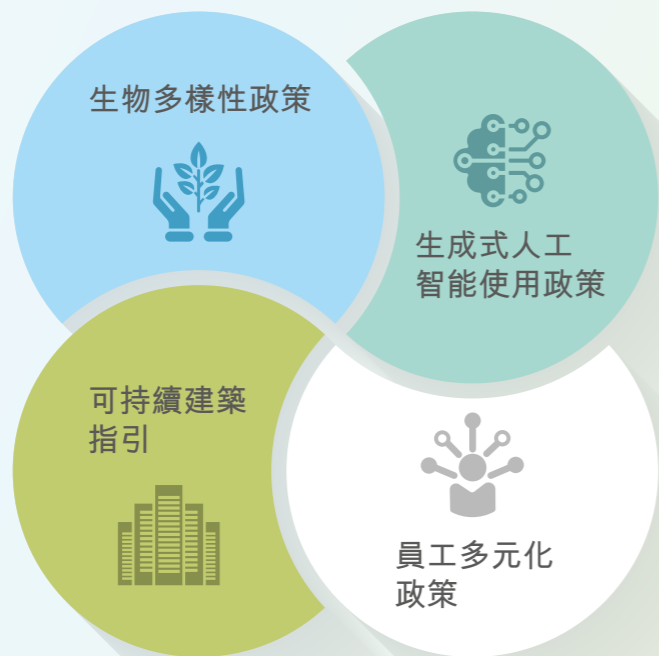 生物多樣性政策
生成式人工
智能使用政策
可持續建築
指引
員工多元化
政策